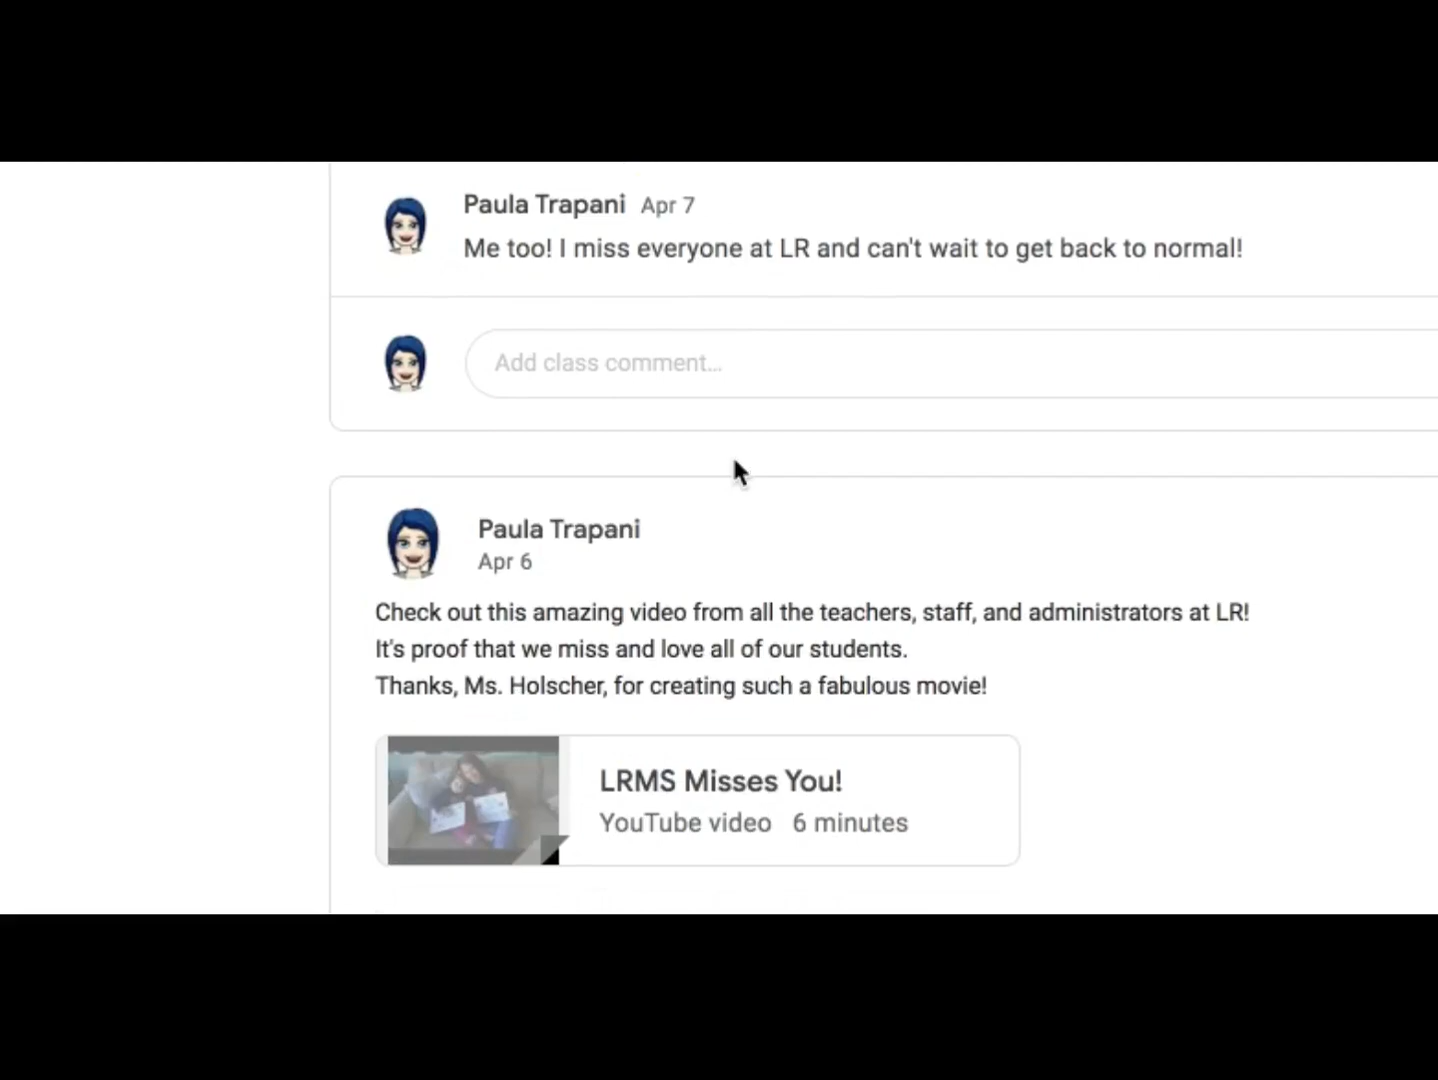 Paula Trapani Apr 7
Me too! I miss everyone at LR and can't wait to get back to normal!
Add class comment…
Paula Trapani
Apr 6
Check out this amazing video from all the teachers, staff, and administrators at LR!
It's proof that we miss and love all of our students.
Thanks, Ms. Holscher, for creating such a fabulous movie!
LRMS Misses You!
YouTube video 6 minutes